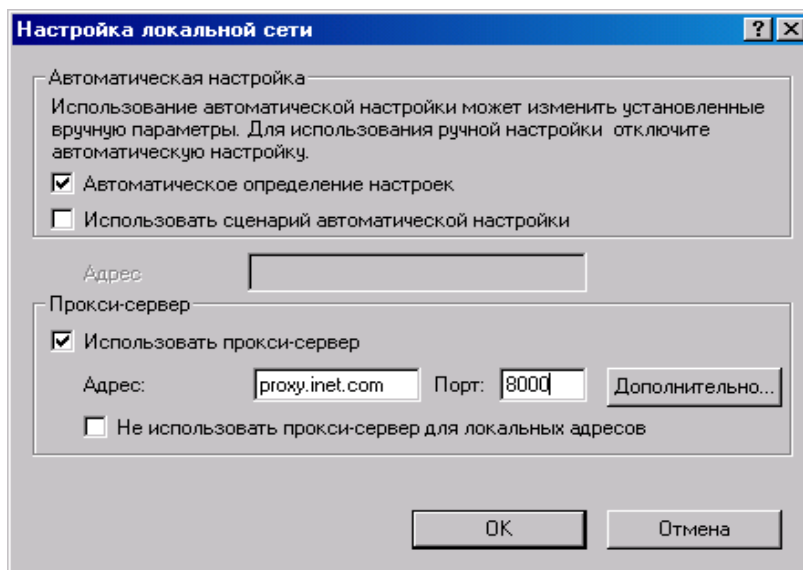 Настройка локальной сети
Автоматическая настройка
Использование автоматической настройки может изменить установленные
вручную параметры. Для использования ручной настройки отключите
автоматическую настройку.
Автоматическое определение настроек
Использовать сценарий автоматической настройки
Адрес
Прокси-сервер
Использовать прокси-сервер
Адрес: proxy.inet.com Порт: 8000 Дополнительно...
Не использовать прокси-сервер для локальных адресов
OK Отмена